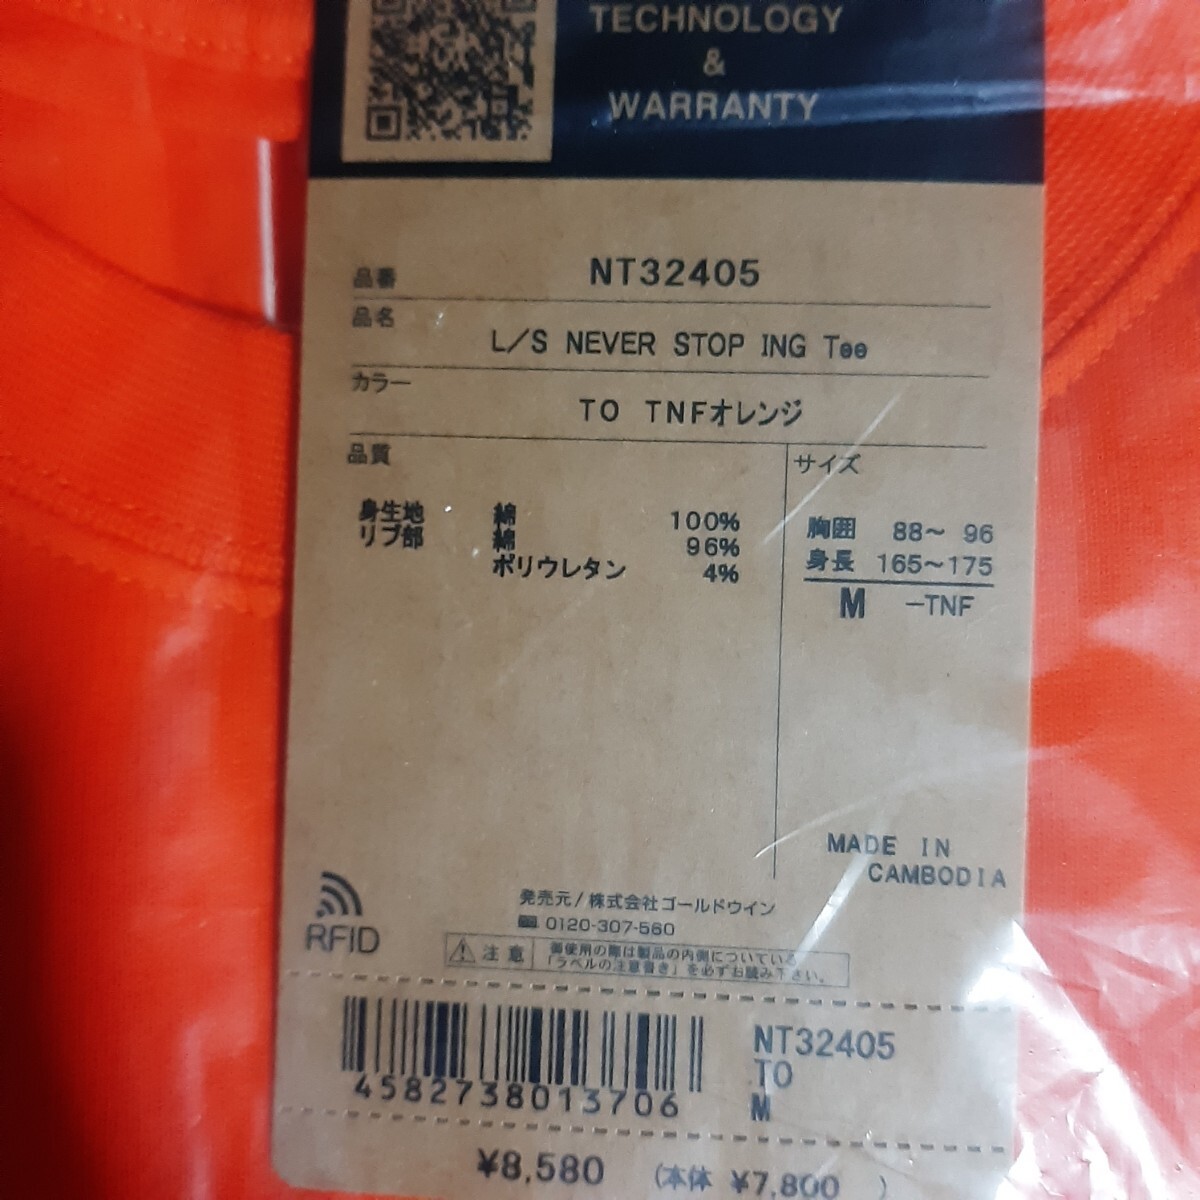 TECHNOLOGY
&
WARRANTY
品番 NT32405
品名
L/S NEVER STOP ING Tee
カラー
TO TNFオレンジ
品質
身生地 綿 100%
リブ部 綿 96%
ポリウレタン 4%
サイズ
胸囲 88~ 96
身長 165~175
M -TNF
MADE IN
CAMBODIA
発売元/株式会社ゴールドウイン
0120-307-560
RFID
注意
御使用の際は製品の内側についている
「ラベルの注意書き」を必ずお読み下さい。
4582738013706
NT32405
TO
M
¥8,580 (本体 ¥7,800 )